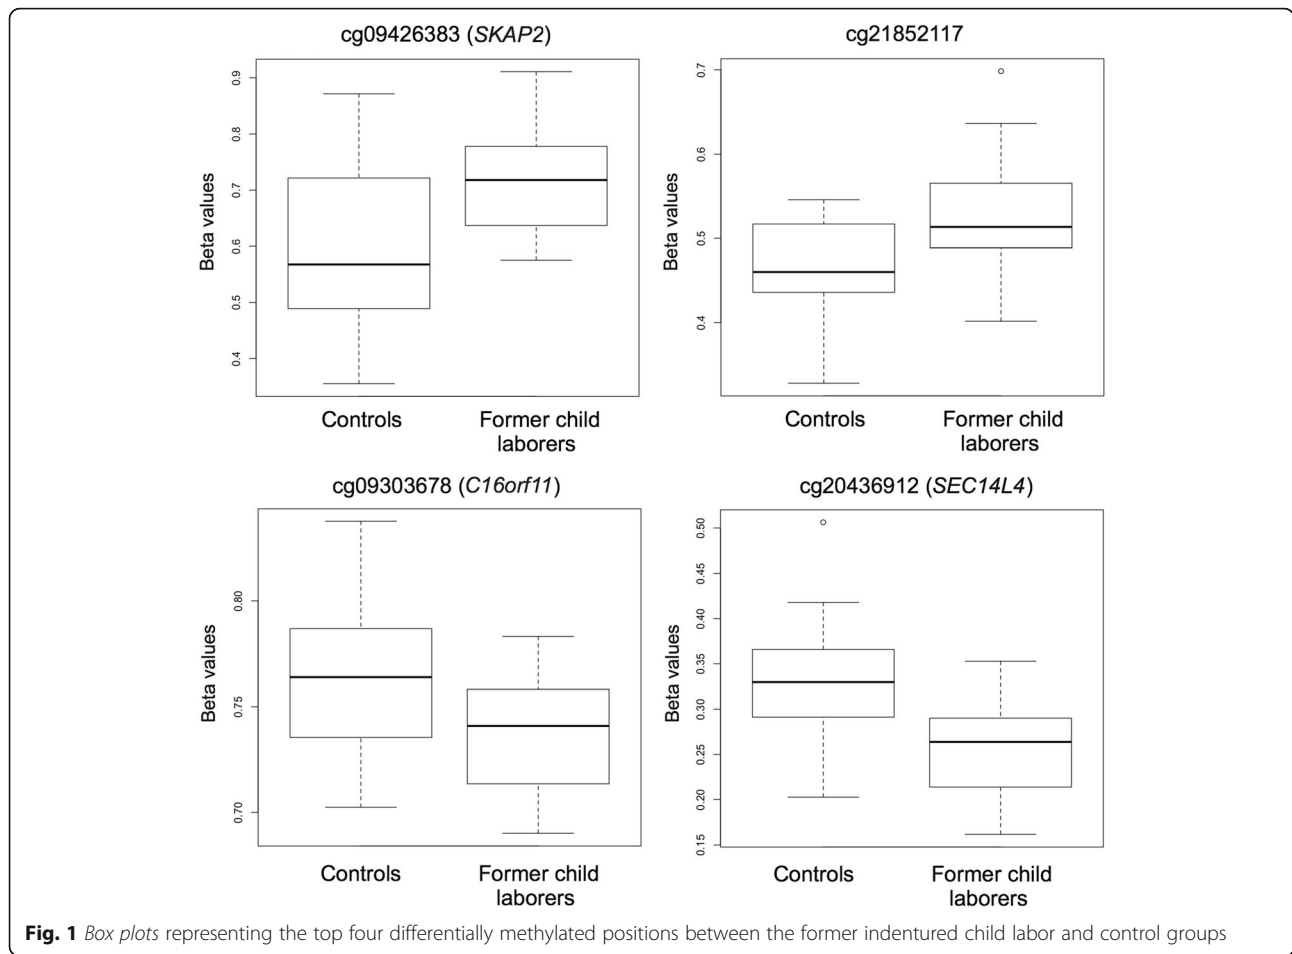 cg09426383 (SKAP2)
Beta values
0.9
0.8
0.7
0.6
0.5
0.4
Controls
Former child
laborers
cg21852117
Beta values
0.7
0.6
0.5
0.4
Controls
Former child
laborers
cg09303678 (C16orf11)
Beta values
0.80
0.75
0.70
Controls
Former child
laborers
cg20436912 (SEC14L4)
Beta values
0.50
0.45
0.40
0.35
0.30
0.25
0.20
0.15
Controls
Former child
laborers
Fig. 1 Box plots representing the top four differentially methylated positions between the former indentured child labor and control groups